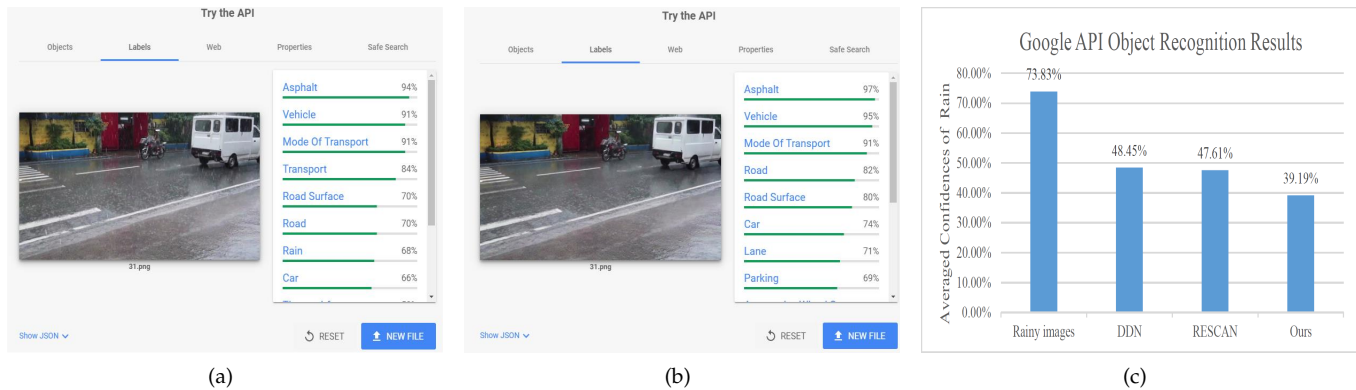 Try the API
Objects Labels Web Properties Safe Search
Asphalt 94%
Vehicle 91%
Mode Of Transport 91%
Transport 84%
Road Surface 70%
Road 70%
Rain 68%
Car 66%
31.png
Show JSON
RESET
NEW FILE
(a)
Try the API
Objects Labels Web Properties Safe Search
Asphalt 97%
Vehicle 95%
Mode Of Transport 91%
Road 82%
Road Surface 80%
Car 74%
Lane 71%
Parking 69%
31.png
Show JSON
RESET
NEW FILE
(b)
Google API Object Recognition Results
Averaged Confidences of Rain
80.00%
70.00%
60.00%
50.00%
40.00%
30.00%
20.00%
10.00%
0.00%
73.83%
48.45%
47.61%
39.19%
Rainy images DDN RESCAN Ours
(c)